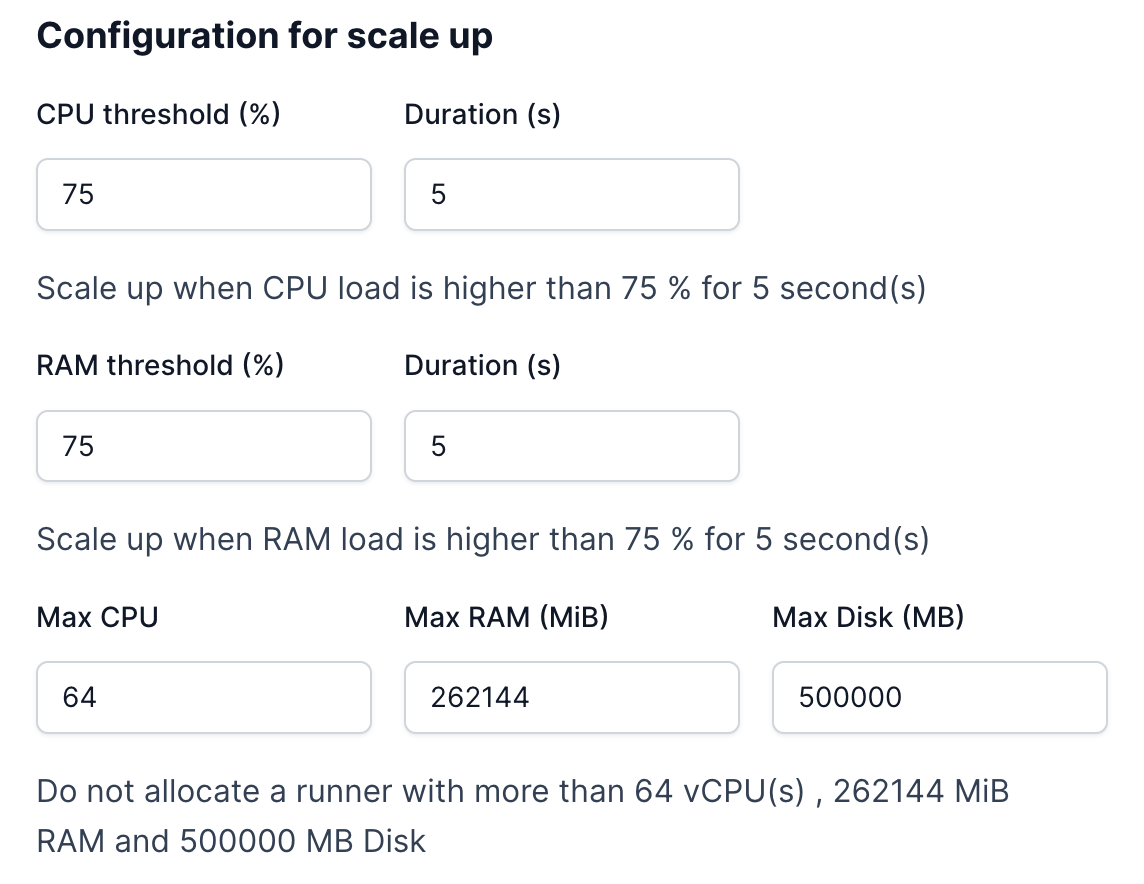 Configuration for scale up
CPU threshold (%) Duration (s)
75 5
Scale up when CPU load is higher than 75 % for 5 second(s)
RAM threshold (%) Duration (s)
75 5
Scale up when RAM load is higher than 75 % for 5 second(s)
Max CPU Max RAM (MiB) Max Disk (MB)
64 262144 500000
Do not allocate a runner with more than 64 vCPU(s) , 262144 MiB
RAM and 500000 MB Disk